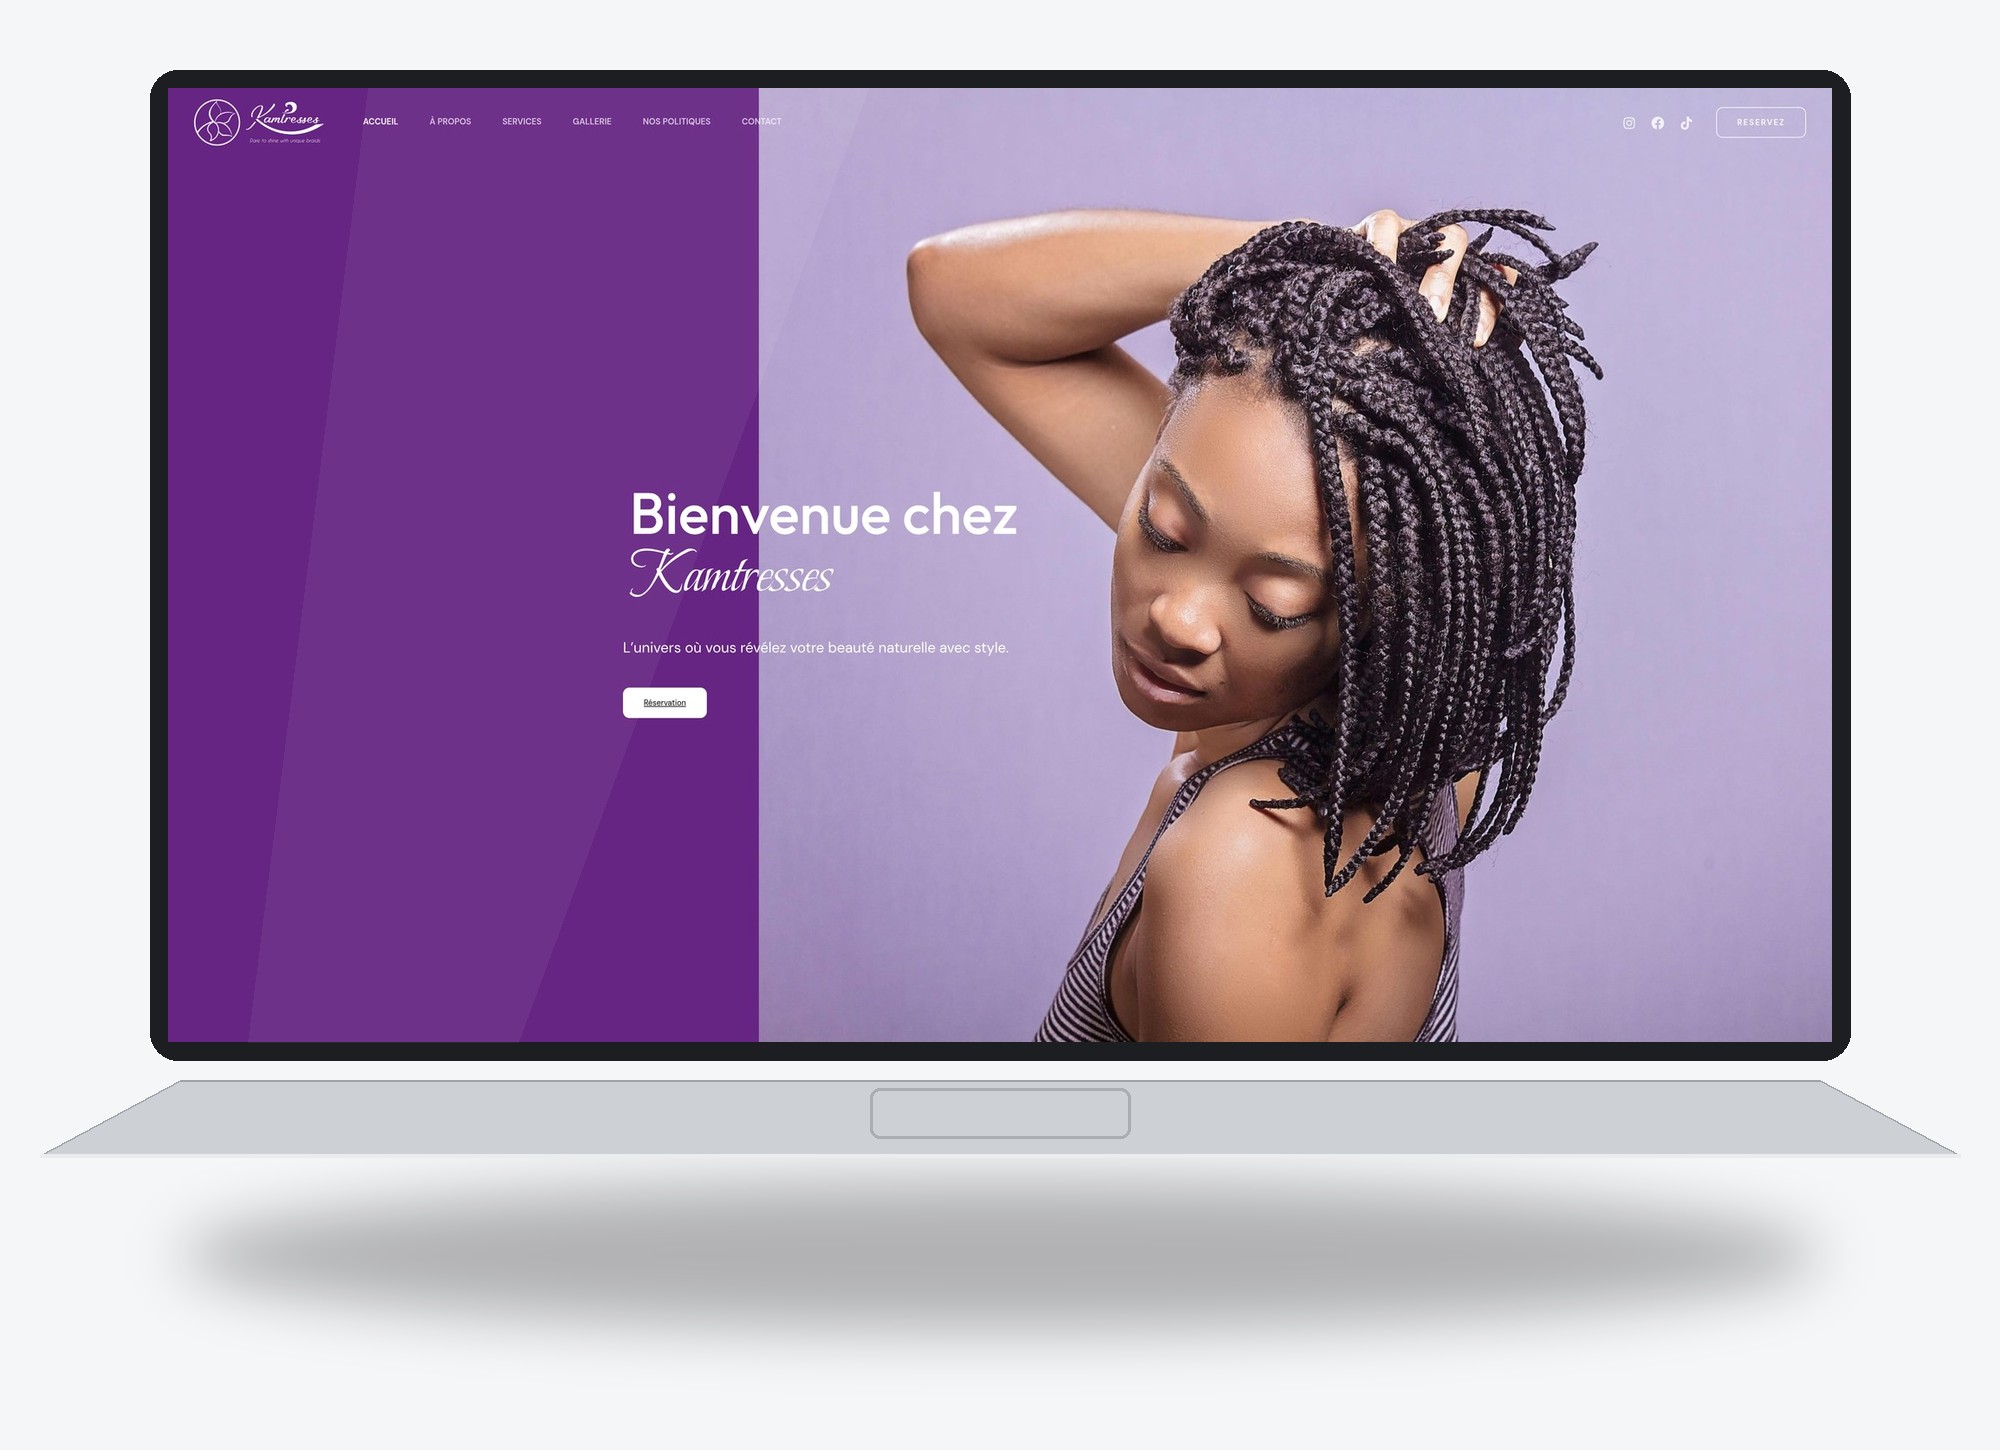 Kamtresses
Dare to shine with unique braids
ACCUEIL À PROPOS SERVICES GALLERIE NOS POLITIQUES CONTACT
RESERVEZ
Bienvenue chez
Kamtresses
L'univers où vous révélez votre beauté naturelle avec style.
Réservation